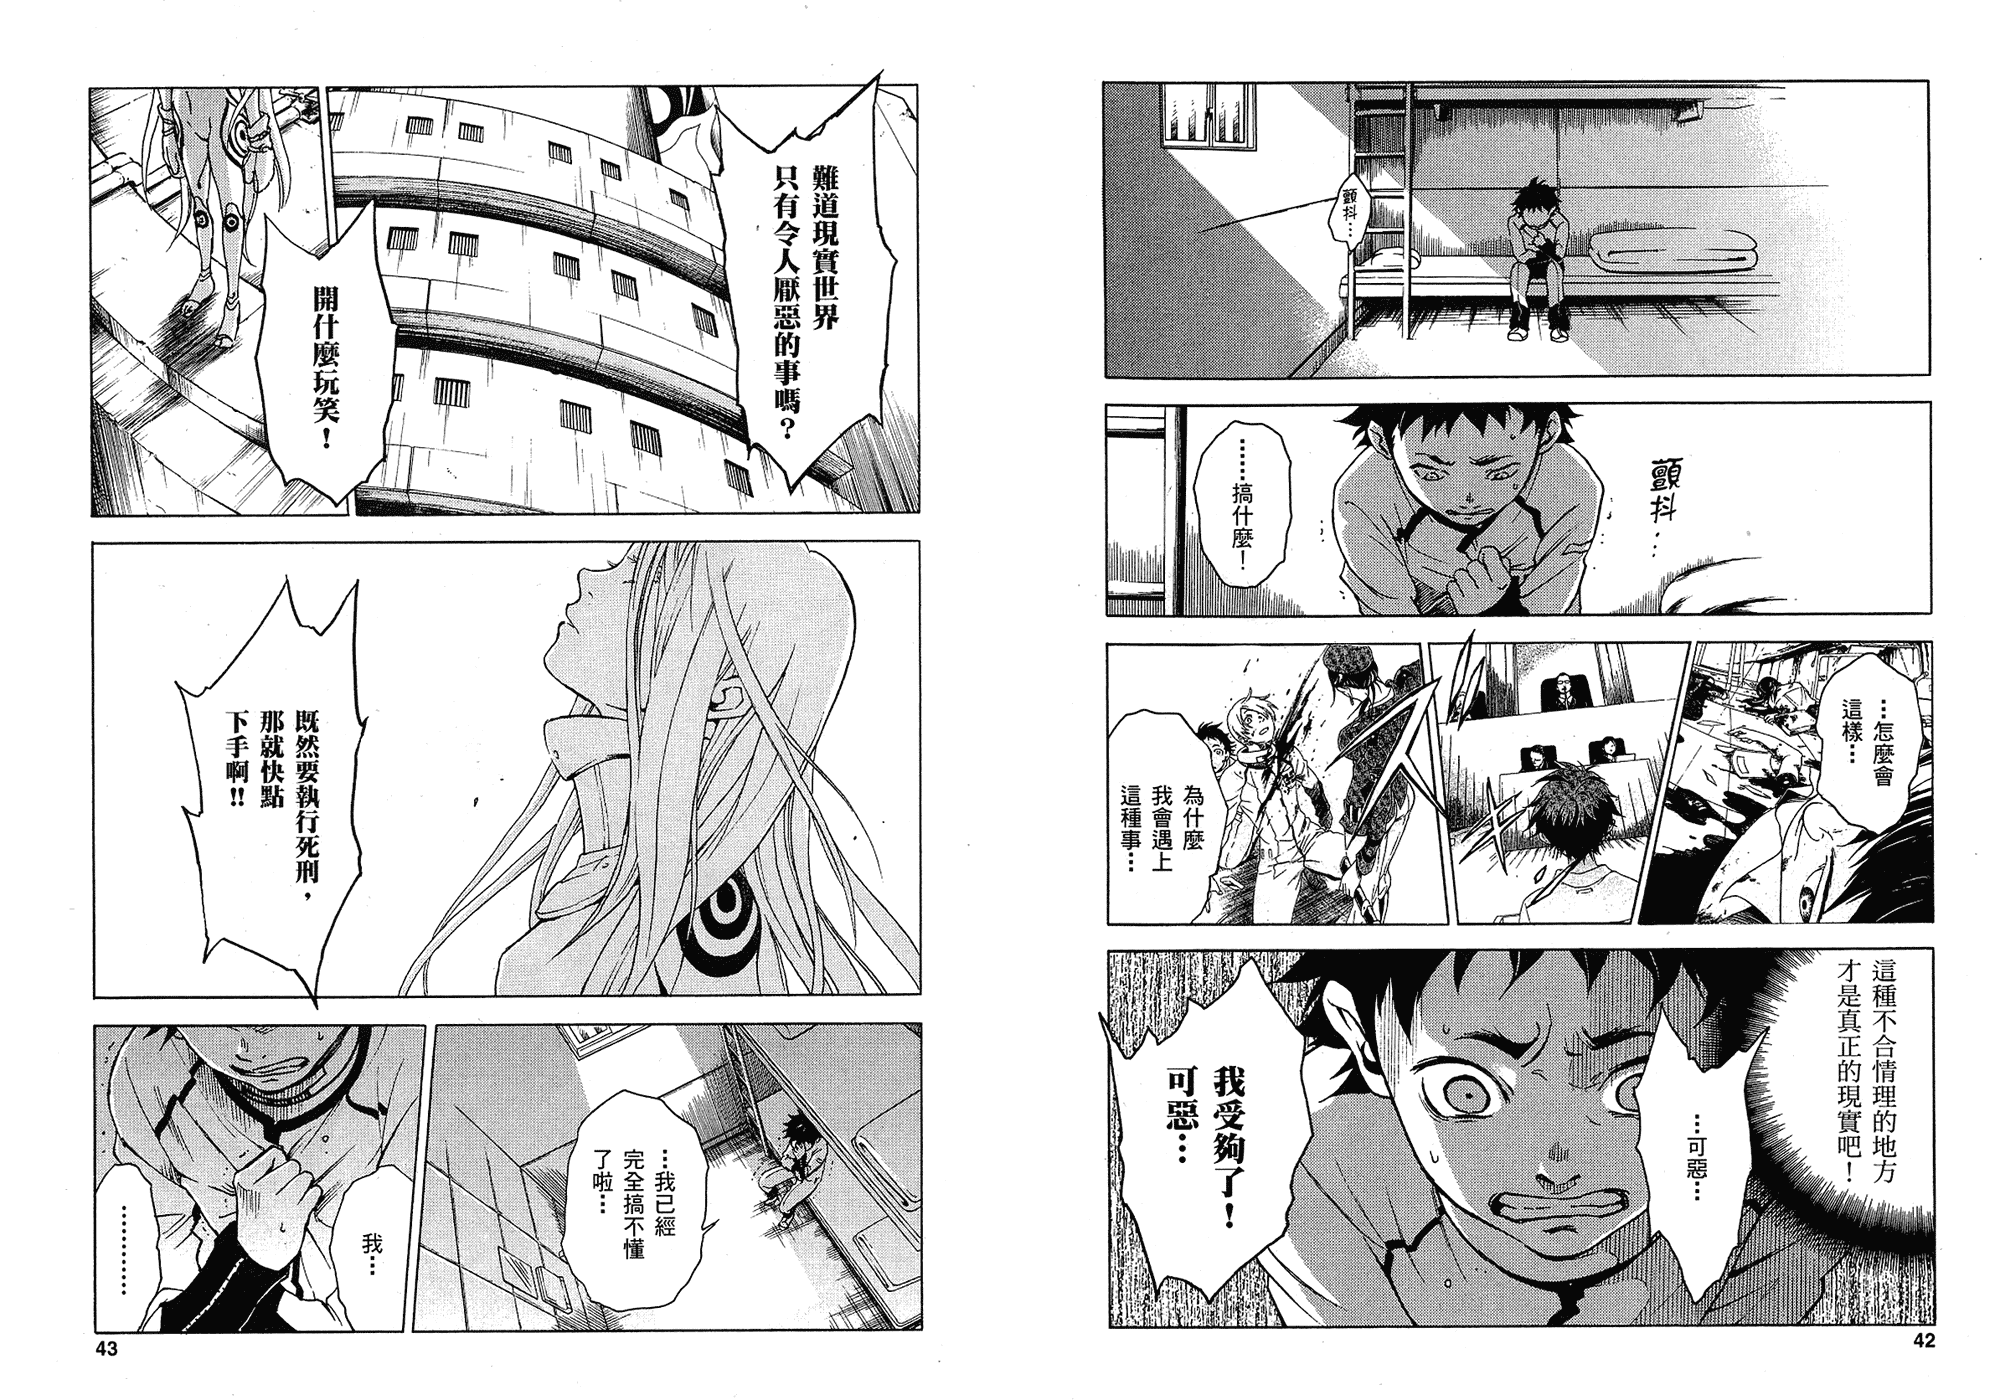 顫抖…
顫抖…
……搞什麼！
…怎麼會
這樣…
為什麼
我會遇上
這種事…
這種不合情理的地方
才是真正的現實吧！
…可惡…
我受夠了！
可惡…
42
難道現實世界
只有令人厭惡的事嗎？
開什麼玩笑！
既然要執行死刑，
那就快點
下手啊!!
…我已經
完全搞不懂
了啦…
我…
………
43